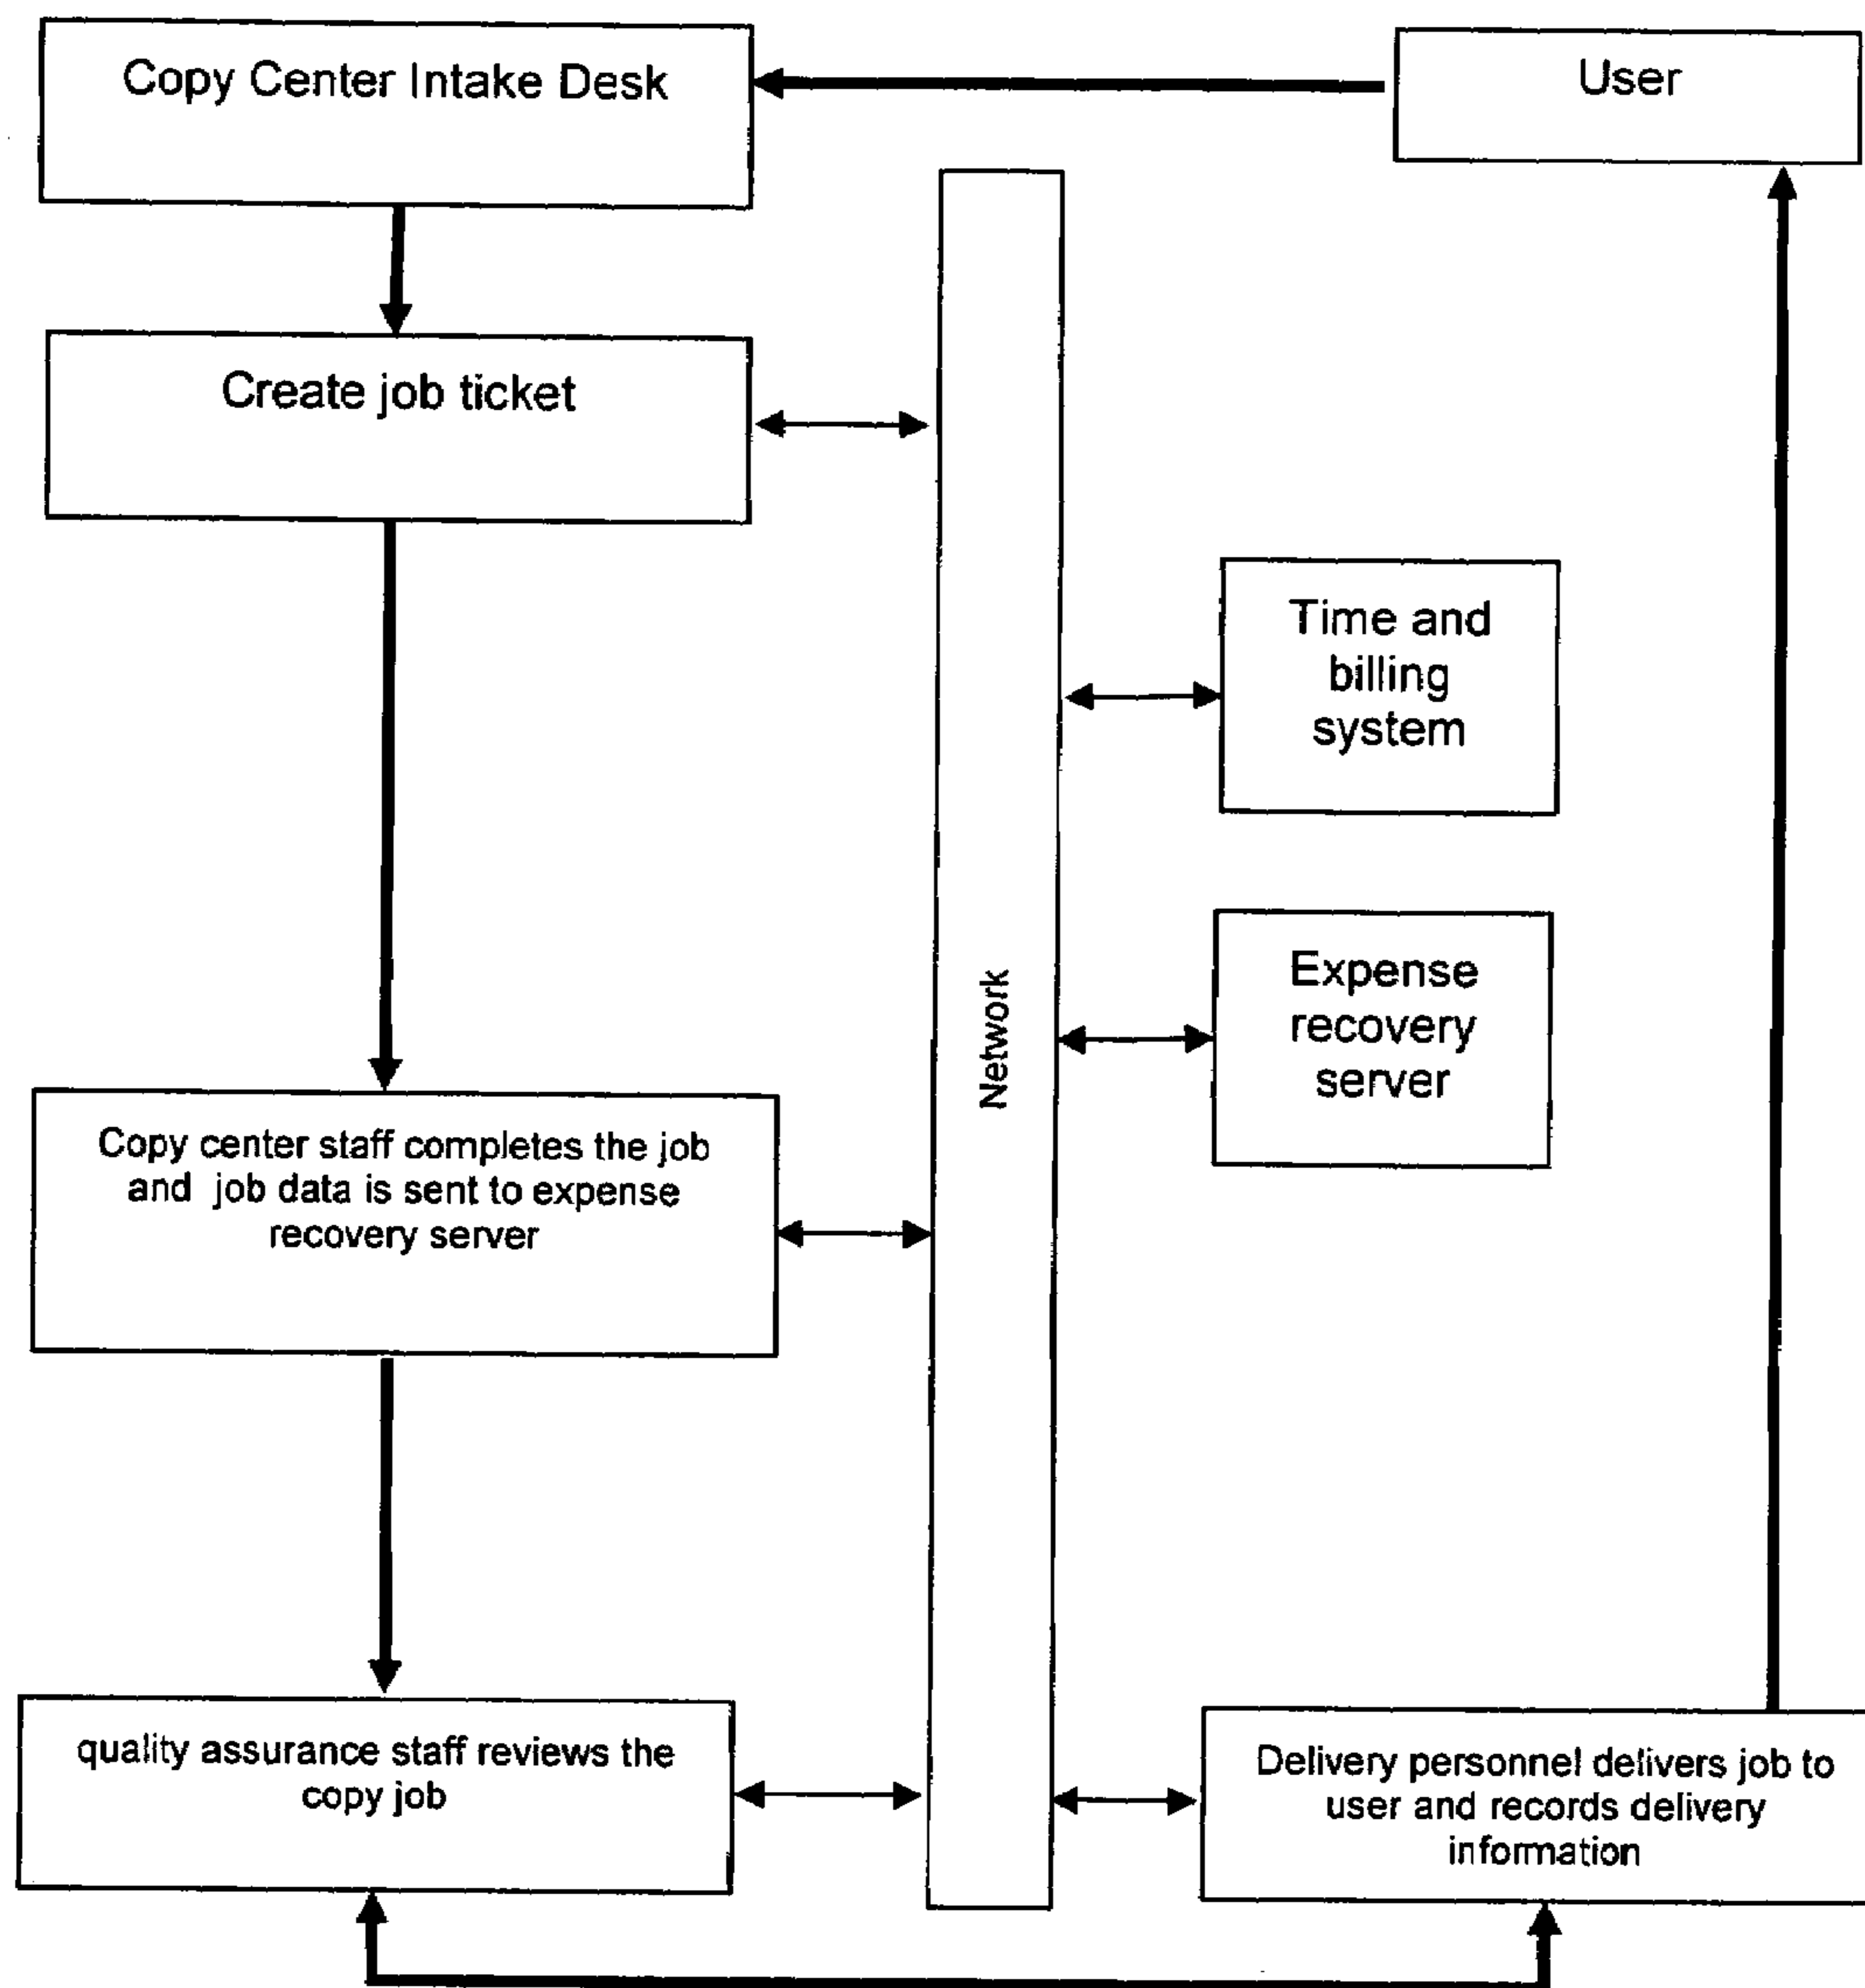 Copy Center Intake Desk
User
Create job ticket
Time and
billing
system
Expense
recovery
server
Network
Copy center staff completes the job
and job data is sent to expense
recovery server
quality assurance staff reviews the
copy job
Delivery personnel delivers job to
user and records delivery
information